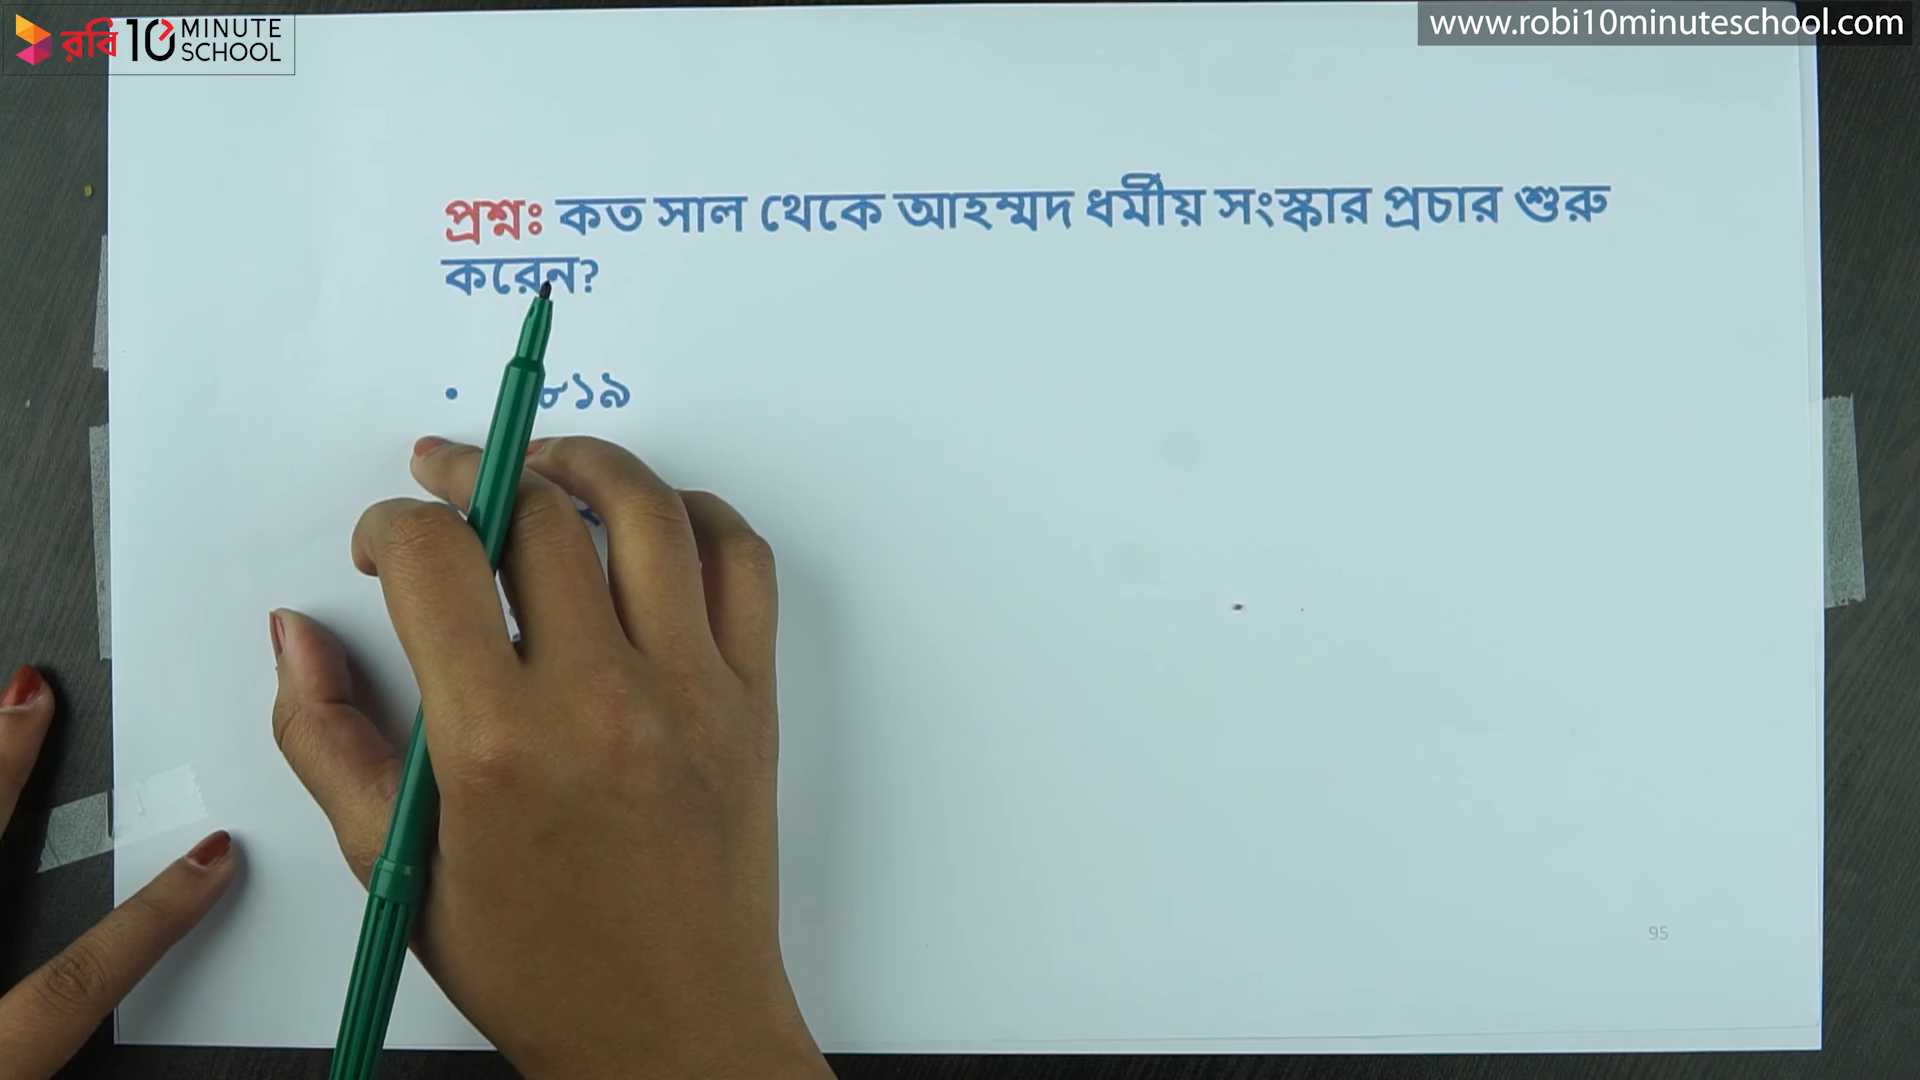 রবি 10 MINUTE SCHOOL
www.robi10minuteschool.com
প্রশ্নঃ কত সাল থেকে আহম্মদ ধর্মীয় সংস্কার প্রচার শুরু
করেন?
• ৮১৯
95